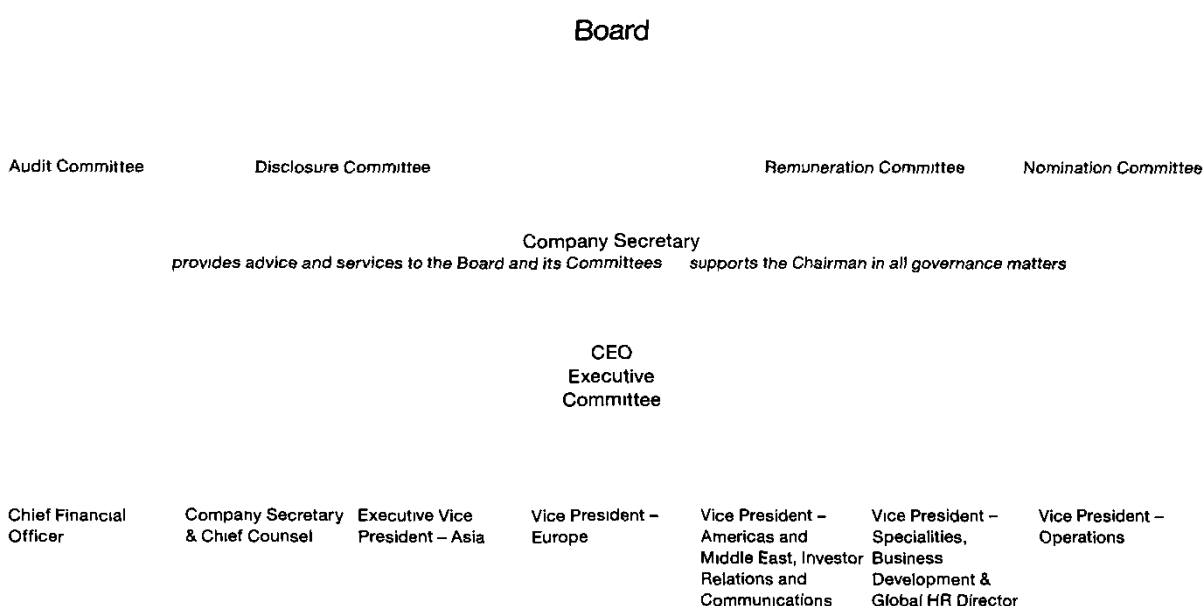 Board
Audit Committee Disclosure Committee Remuneration Committee Nomination Committee
Company Secretary
provides advice and services to the Board and its Committees supports the Chairman in all governance matters
CEO
Executive
Committee
Chief Financial
Officer
Company Secretary
& Chief Counsel
Executive Vice
President – Asia
Vice President –
Europe
Vice President –
Americas and
Middle East, Investor
Relations and
Communications
Vice President –
Specialities,
Business
Development &
Global HR Director
Vice President –
Operations